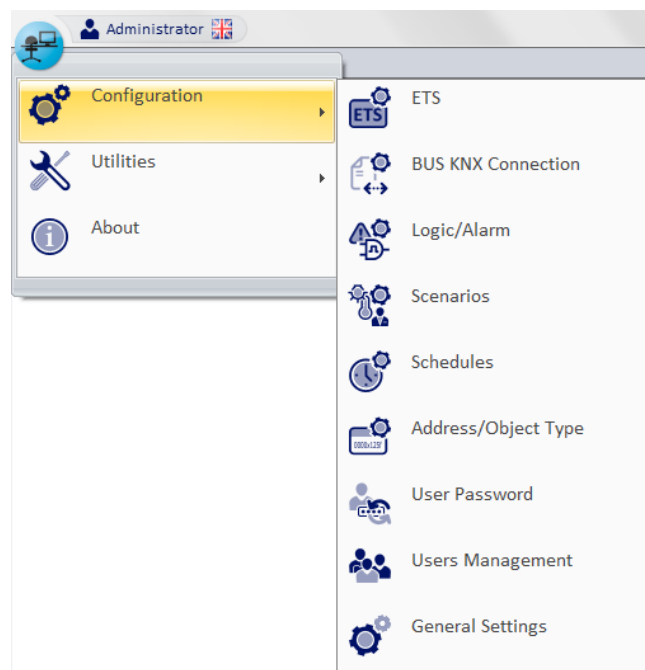 Administrator
Configuration
Utilities
About
ETS
ETS
BUS KNX Connection
Logic/Alarm
Scenarios
Schedules
Address/Object Type
User Password
Users Management
General Settings